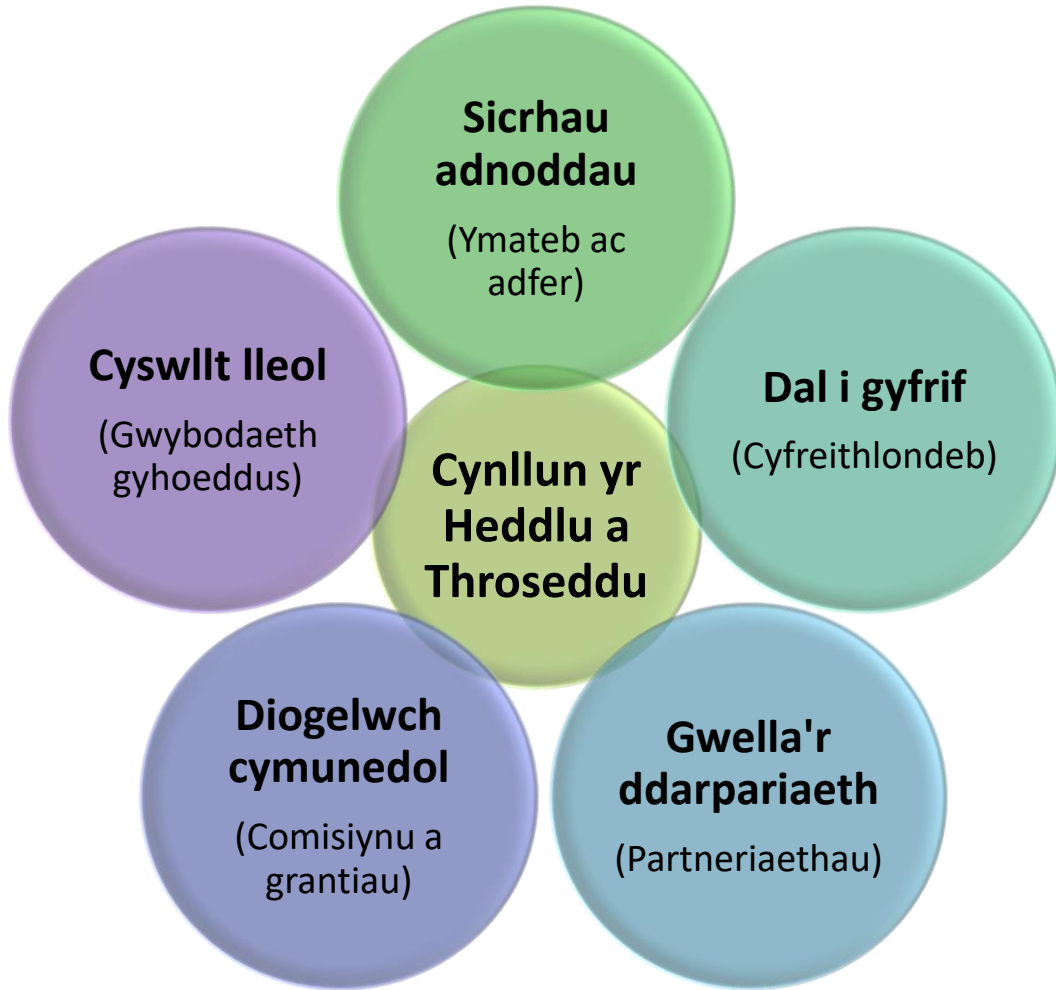 Sicrhau
adnoddau
(Ymateb ac
adfer)
Cyswllt lleol
(Gwybodaeth
gyhoeddus)
Dal i gyfrif
(Cyfreithlondeb)
Cynllun yr
Heddlu a
Throseddu
Diogelwch
cymunedol
(Comisiynu a
grantiau)
Gwella'r
ddarpariaeth
(Partneriaethau)